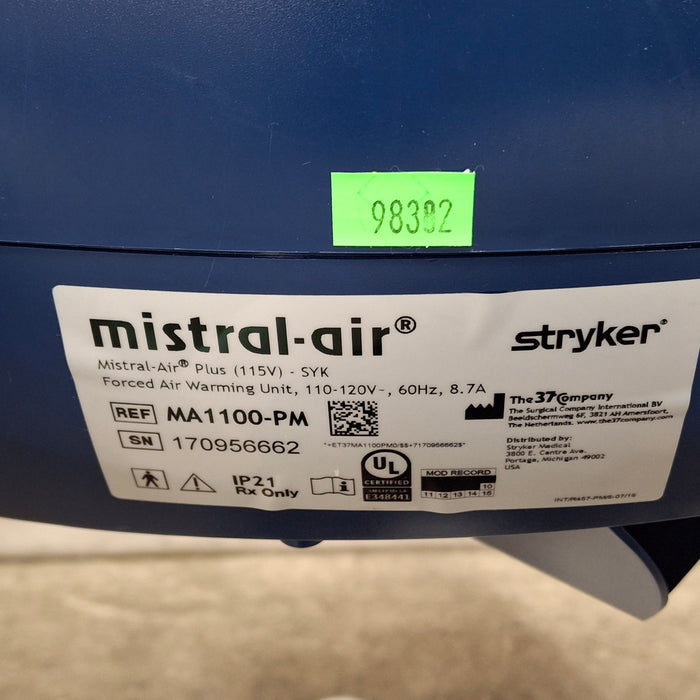 98382
mistral-air®
stryker®
Mistral-Air® Plus (115V) - SYK
Forced Air Warming Unit, 110-120V~, 60Hz, 8.7A
REF MA1100-PM
SN 170956662
*+ET37MA1100PM0/$$+7170956662$*
The 37Company
The Surgical Company International BV
Beeldschermweg 6F, 3821 AH Amersfoort,
The Netherlands. www.the37company.com
Distributed by:
Stryker Medical
3800 E. Centre Ave.
Portage, Michigan 49002
USA
IP21
Rx Only
UL
CERTIFIED
E348441
MOD RECORD
10
11 12 13 14 15